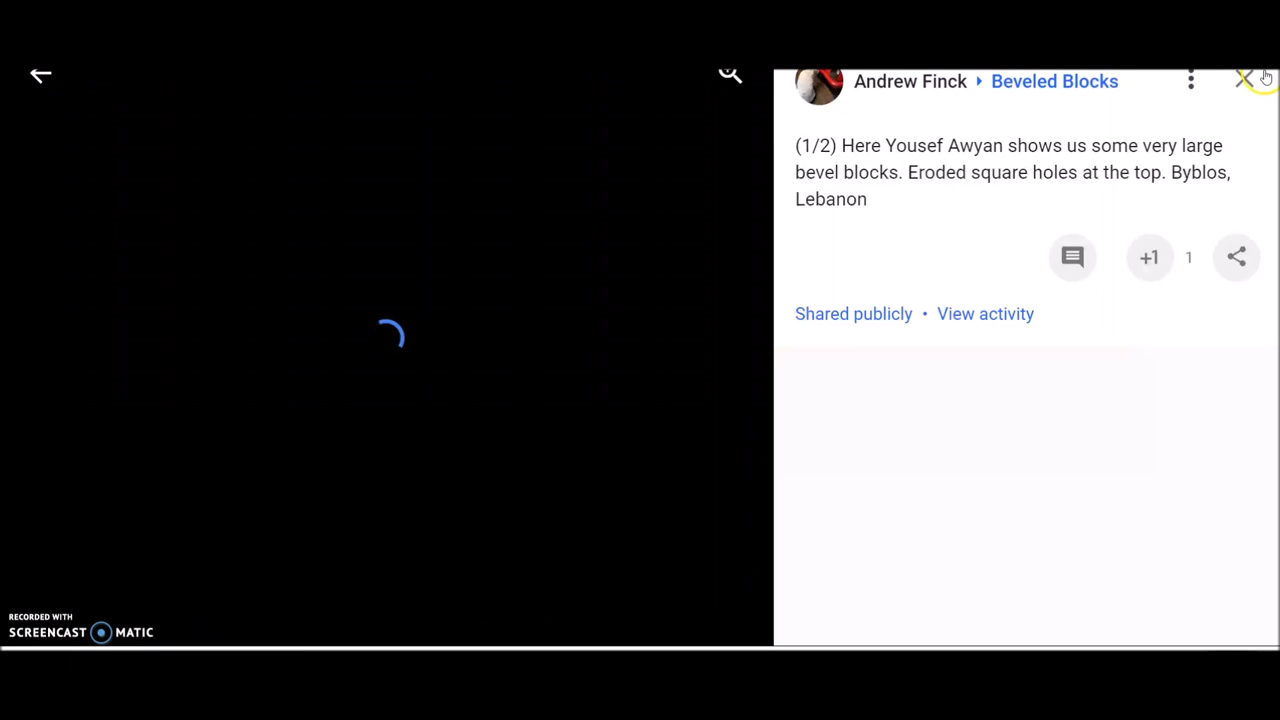 Andrew Finck Beveled Blocks
(1/2) Here Yousef Awyan shows us some very large
bevel blocks. Eroded square holes at the top. Byblos,
Lebanon
+1 1
Shared publicly • View activity
RECORDED WITH
SCREENCAST MATIC